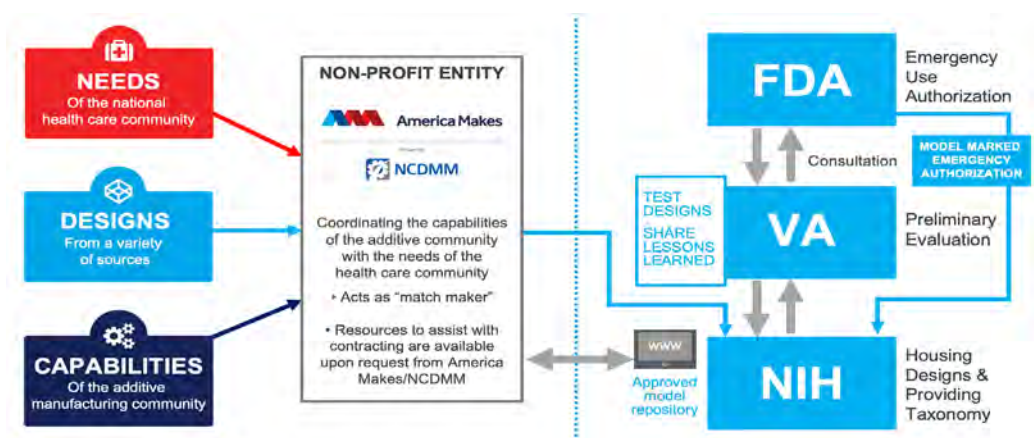 NEEDS
Of the national
health care community
DESIGNS
From a variety
of sources
CAPABILITIES
Of the additive
manufacturing community
NON-PROFIT ENTITY
America Makes
NCDMM
Coordinating the capabilities
of the additive community
with the needs of the
health care community
• Acts as “match maker”
• Resources to assist with
contracting are available
upon request from America
Makes/NCDMM
FDA
Emergency
Use
Authorization
Consultation
MODEL MARKED
EMERGENCY
AUTHORIZATION
TEST
DESIGNS
SHARE
LESSONS
LEARNED
VA
Preliminary
Evaluation
www
Approved
model
repository
NIH
Housing
Designs &
Providing
Taxonomy